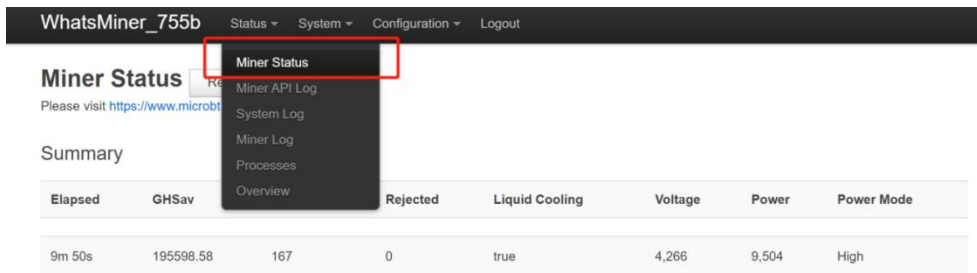 WhatsMiner_755b Status System Configuration Logout
Miner Status
Miner Status
Miner API Log
Please visit https://www.microbt
System Log
Miner Log
Summary
Processes
Overview
Elapsed GHSav Rejected Liquid Cooling Voltage Power Power Mode
9m 50s 195598.58 167 0 true 4,266 9,504 High